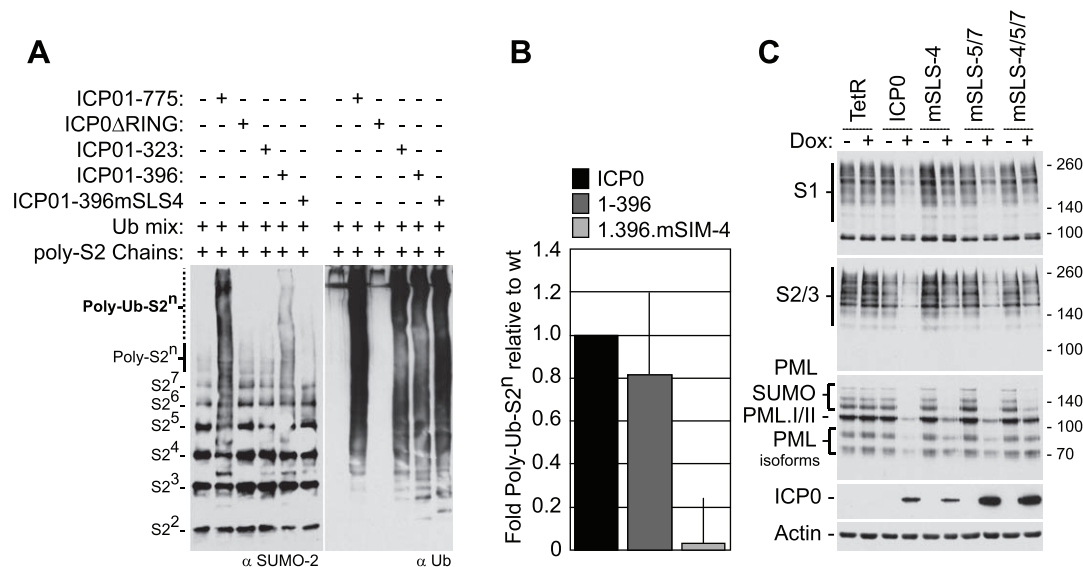 A
ICP01-775: - + - - - - - + - - - -
ICP0ΔRING: - - + - - - - - + - - -
ICP01-323: - - - + - - - - - + - -
ICP01-396: - - - - + - - - - - + -
ICP01-396mSLS4 - - - - - + - - - - - +
Ub mix: + + + + + + + + + + + +
poly-S2 Chains: + + + + + + + + + + + +
Poly-Ub-S2ⁿ
Poly-S2ⁿ
S2⁷
S2⁶
S2⁵
S2⁴
S2³
S2²
α SUMO-2
α Ub
B
ICP0
1-396
1.396.mSIM-4
Fold Poly-Ub-S2ⁿ relative to wt
1.4
1.2
1.0
0.8
0.6
0.4
0.2
0
C
TetR
ICP0
mSLS-4
mSLS-5/7
mSLS-4/5/7
Dox: - + - + - + - + - +
S1
- 260
- 140
- 100
S2/3
- 260
- 140
- 100
PML
SUMO
PML.I/II
PML
isoforms
- 140
- 100
- 70
ICP0 -
Actin -